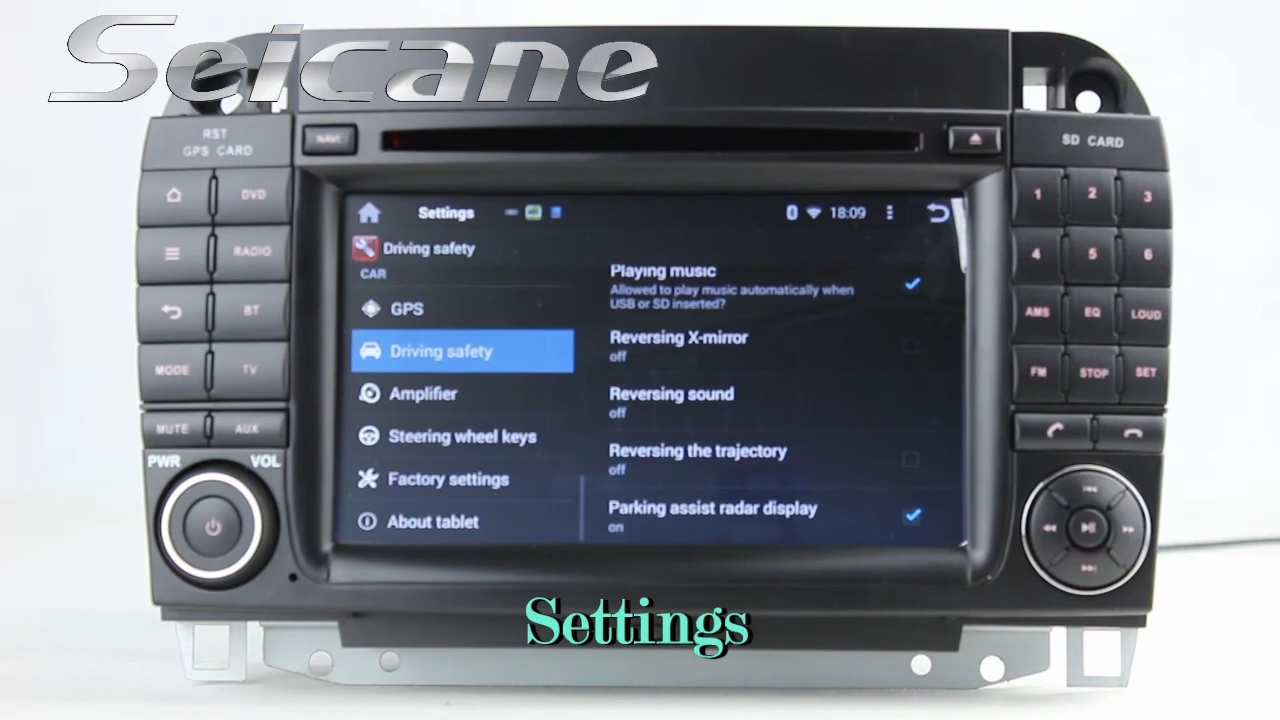 Seicane
RST
GPS CARD
NAVI
SD CARD
DVD
RADIO
BT
MODE
TV
MUTE
AUX
PWR
VOL
Settings
18:09
Driving safety
CAR
GPS
Driving safety
Amplifier
Steering wheel keys
Factory settings
About tablet
Playing music
Allowed to play music automatically when
USB or SD inserted?
Reversing X-mirror
off
Reversing sound
off
Reversing the trajectory
off
Parking assist radar display
on
1
2
3
4
5
6
AMS
EQ
LOUD
FM
STOP
SET
Settings